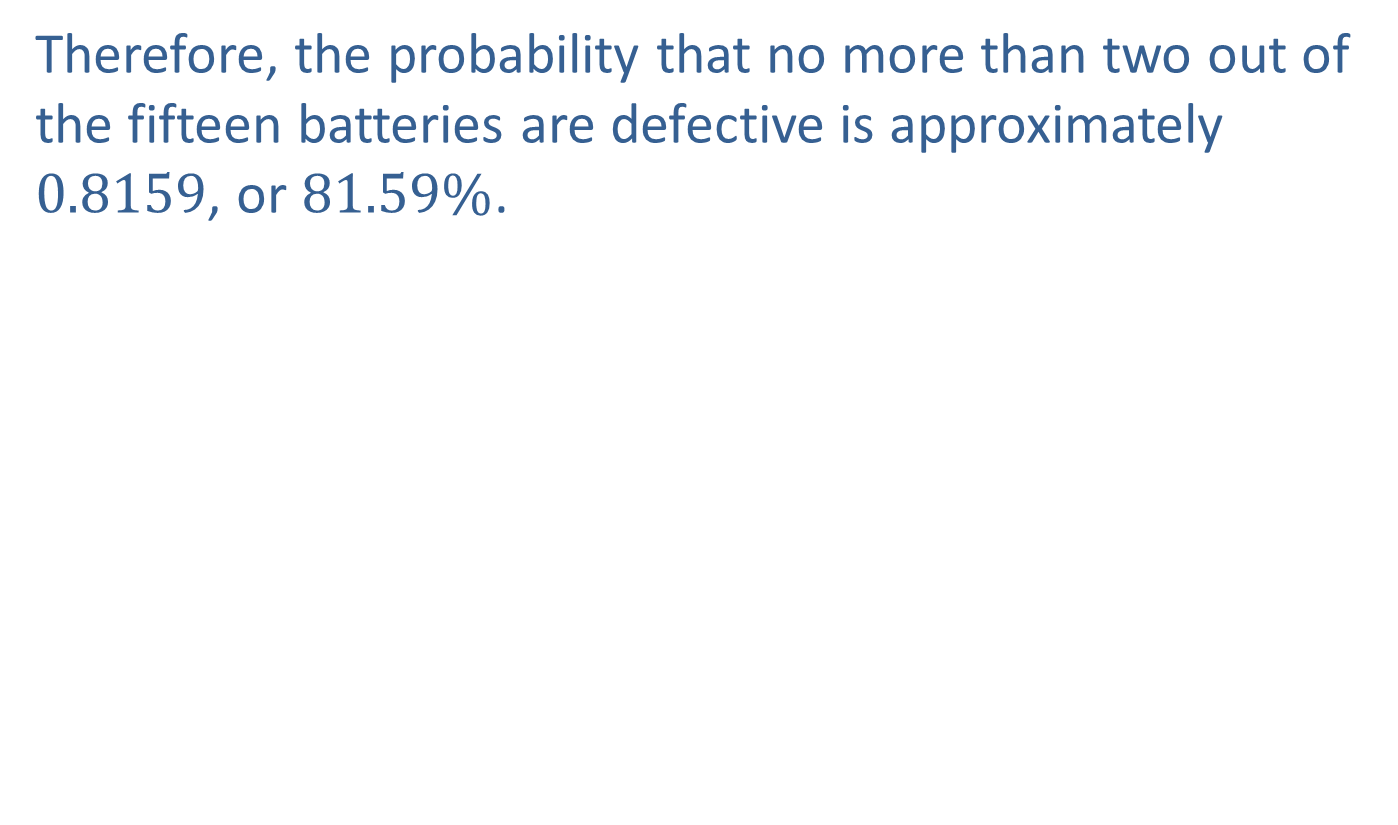 Therefore, the probability that no more than two out of
the fifteen batteries are defective is approximately
0.8159, or 81.59%.